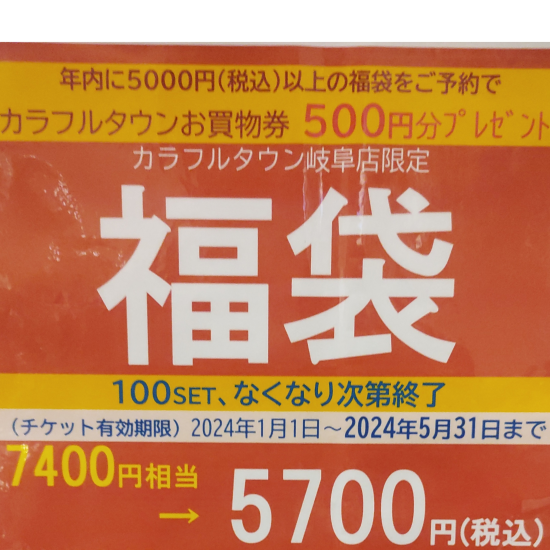 年内に5000円(税込)以上の福袋をご予約で
カラフルタウンお買物券 500円分プレゼント
カラフルタウン岐阜店限定
福袋
100SET、なくなり次第終了
(チケット有効期限) 2024年1月1日～2024年5月31日まで
7400円相当
→ 5700円(税込)